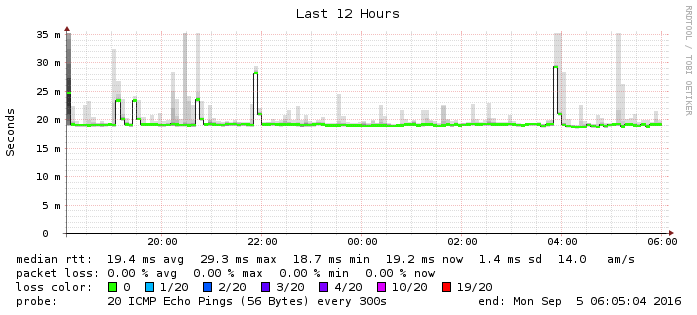 Last 12 Hours
RRDTOOL / TOBI OETIKER
Seconds
35 m
30 m
25 m
20 m
15 m
10 m
5 m
0
20:00 22:00 00:00 02:00 04:00 06:00
median rtt: 19.4 ms avg 29.3 ms max 18.7 ms min 19.2 ms now 1.4 ms sd 14.0 am/s
packet loss: 0.00 % avg 0.00 % max 0.00 % min 0.00 % now
loss color: 0 1/20 2/20 3/20 4/20 10/20 19/20
probe: 20 ICMP Echo Pings (56 Bytes) every 300s end: Mon Sep 5 06:05:04 2016